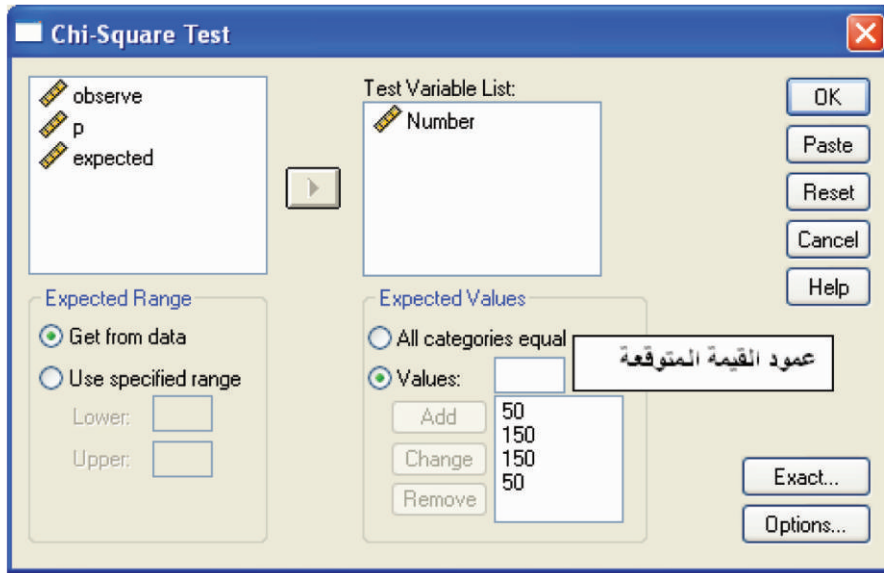 Chi-Square Test
observe
p
expected
Test Variable List:
Number
OK
Paste
Reset
Cancel
Help
Expected Range
Get from data
Use specified range
Lower:
Upper:
Expected Values
All categories equal
Values:
عمود القيمة المتوقعة
Add
Change
Remove
50
150
150
50
Exact...
Options...